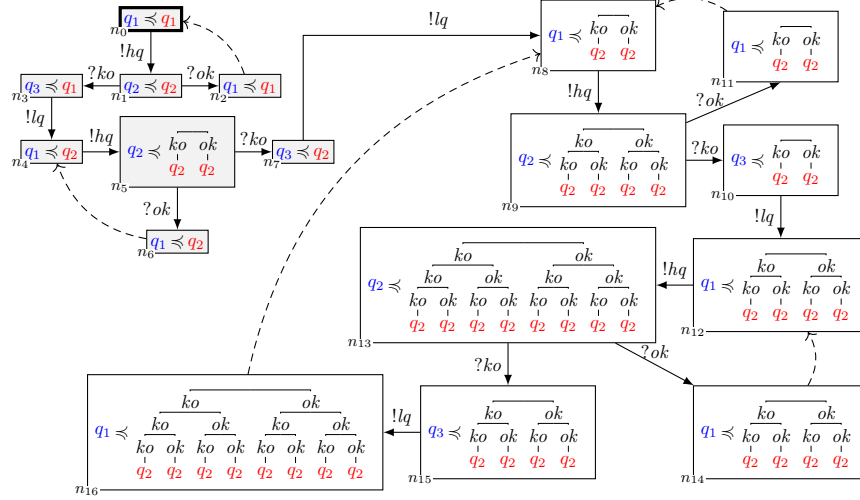 q1 ≼ q1
n0
!hq
q3 ≼ q1
n3
?ko
q2 ≼ q2
n1
?ok
q1 ≼ q1
n2
!lq
q1 ≼ q2
n4
!hq
q2 ≼
ko ok
q2 q2
n5
?ko
q3 ≼ q2
n7
?ok
q1 ≼ q2
n6
!lq
q1 ≼
ko ok
q2 q2
n8
q1 ≼
ko ok
q2 q2
n11
!hq
?ok
q2 ≼
ko ok
ko ok ko ok
q2 q2 q2 q2
n9
?ko
q3 ≼
ko ok
q2 q2
n10
!lq
q1 ≼
ko ok
ko ok ko ok
q2 q2 q2 q2
n12
!hq
q2 ≼
ko ok
ko ok ko ok
ko ok ko ok ko ok ko ok
q2 q2 q2 q2 q2 q2 q2 q2
n13
?ko
?ok
q1 ≼
ko ok
ko ok ko ok
q2 q2 q2 q2
n14
q3 ≼
ko ok
ko ok ko ok
q2 q2 q2 q2
n15
!lq
q1 ≼
ko ok
ko ok ko ok
ko ok ko ok ko ok ko ok
q2 q2 q2 q2 q2 q2 q2 q2
n16